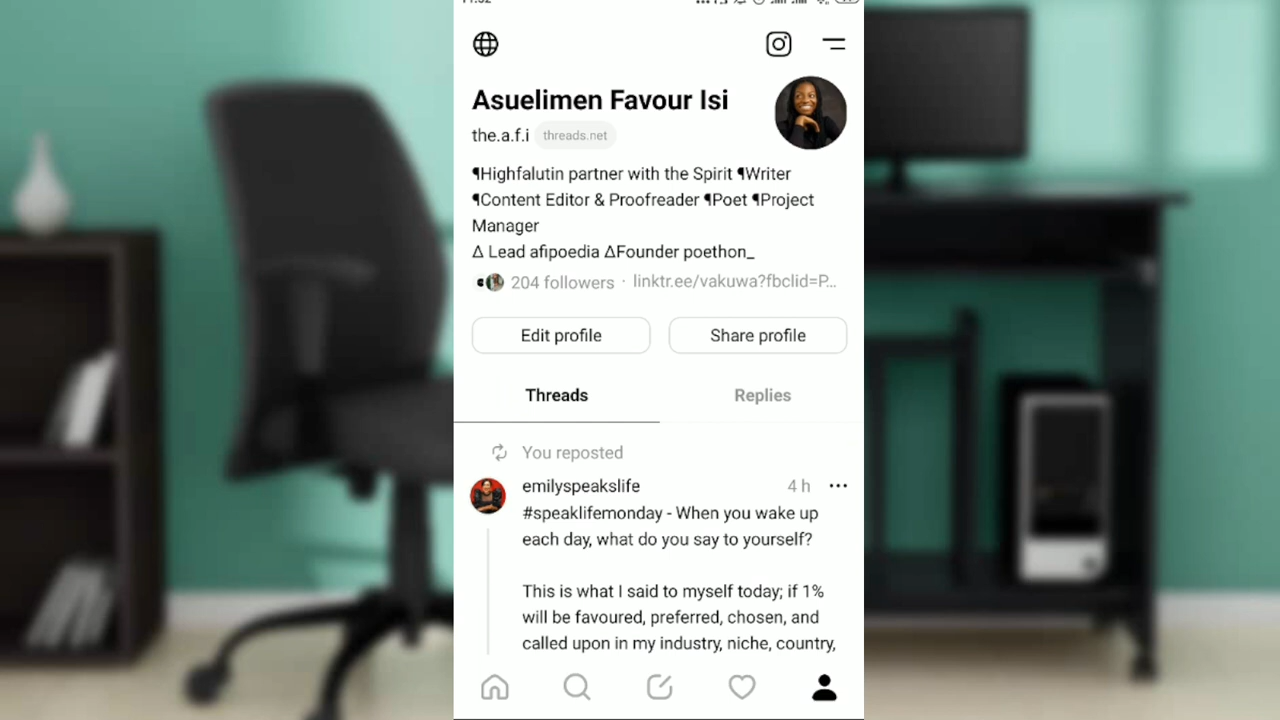 Asuelimen Favour Isi
the.a.f.i threads.net
¶Highfalutin partner with the Spirit ¶Writer
¶Content Editor & Proofreader ¶Poet ¶Project
Manager
∆ Lead afipoedia ∆Founder poethon_
204 followers · linktr.ee/vakuwa?fbclid=P...
Edit profile Share profile
Threads Replies
You reposted
emilyspeakslife 4 h
#speaklifemonday - When you wake up
each day, what do you say to yourself?
This is what I said to myself today; if 1%
will be favoured, preferred, chosen, and
called upon in my industry, niche, country,